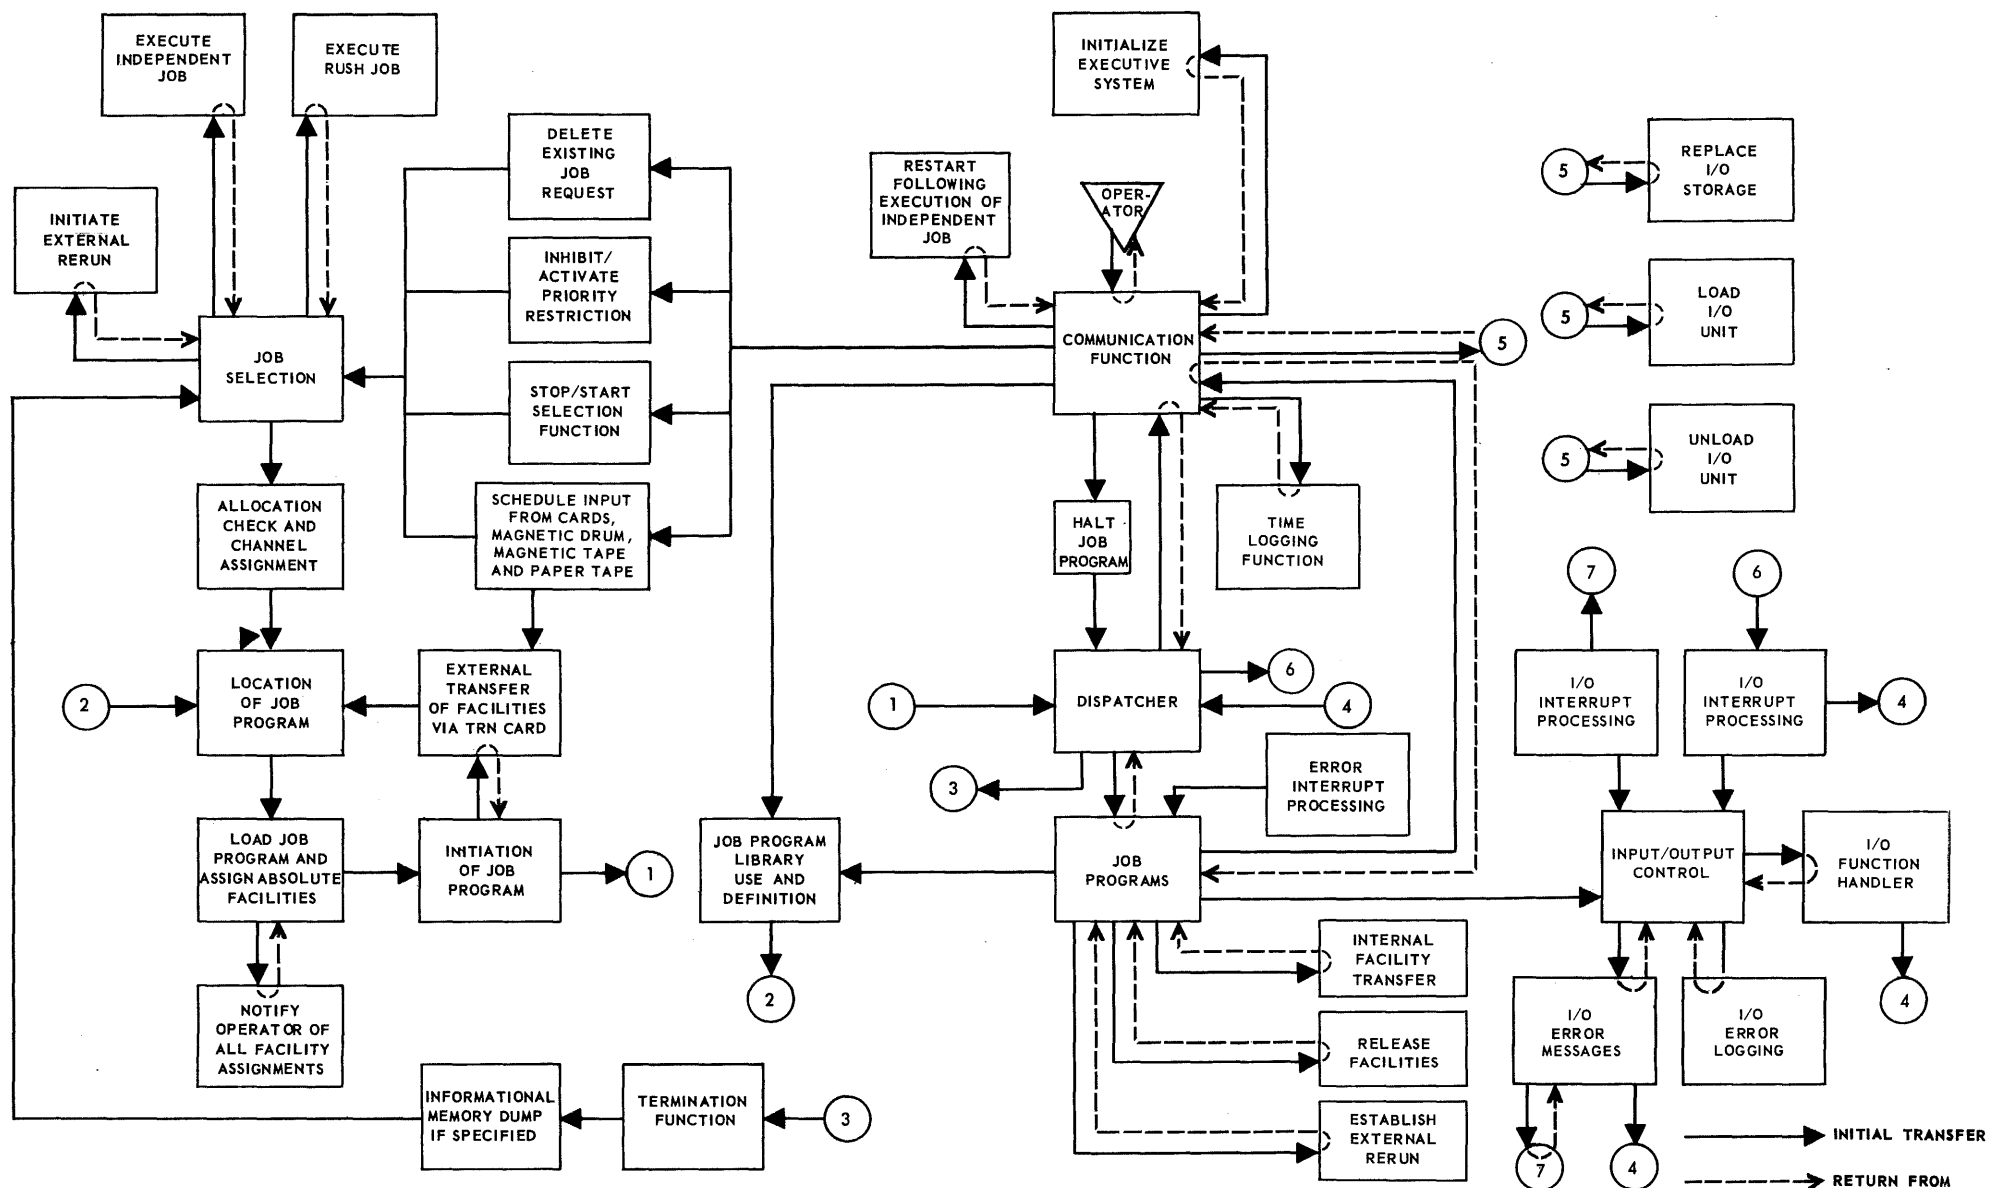 EXECUTE
INDEPENDENT
JOB
EXECUTE
RUSH JOB
INITIATE
EXTERNAL
RERUN
JOB
SELECTION
DELETE
EXISTING
JOB
REQUEST
INHIBIT/
ACTIVATE
PRIORITY
RESTRICTION
STOP/START
SELECTION
FUNCTION
SCHEDULE INPUT
FROM CARDS,
MAGNETIC DRUM,
MAGNETIC TAPE
AND PAPER TAPE
ALLOCATION
CHECK AND
CHANNEL
ASSIGNMENT
2
LOCATION
OF JOB
PROGRAM
EXTERNAL
TRANSFER
OF FACILITIES
VIA TRN CARD
LOAD JOB
PROGRAM AND
ASSIGN ABSOLUTE
FACILITIES
INITIATION
OF JOB
PROGRAM
1
NOTIFY
OPERATOR OF
ALL FACILITY
ASSIGNMENTS
INFORMATIONAL
MEMORY DUMP
IF SPECIFIED
TERMINATION
FUNCTION
3
INITIALIZE
EXECUTIVE
SYSTEM
RESTART
FOLLOWING
EXECUTION OF
INDEPENDENT
JOB
OPER-
ATOR
COMMUNICATION
FUNCTION
5
HALT
JOB
PROGRAM
TIME
LOGGING
FUNCTION
1
DISPATCHER
6
4
3
ERROR
INTERRUPT
PROCESSING
JOB PROGRAM
LIBRARY
USE AND
DEFINITION
2
JOB
PROGRAMS
INTERNAL
FACILITY
TRANSFER
RELEASE
FACILITIES
ESTABLISH
EXTERNAL
RERUN
5
REPLACE
I/O
STORAGE
5
LOAD
I/O
UNIT
5
UNLOAD
I/O
UNIT
7
6
I/O
INTERRUPT
PROCESSING
I/O
INTERRUPT
PROCESSING
4
INPUT/OUTPUT
CONTROL
I/O
FUNCTION
HANDLER
4
I/O
ERROR
MESSAGES
I/O
ERROR
LOGGING
7
4
INITIAL TRANSFER
RETURN FROM